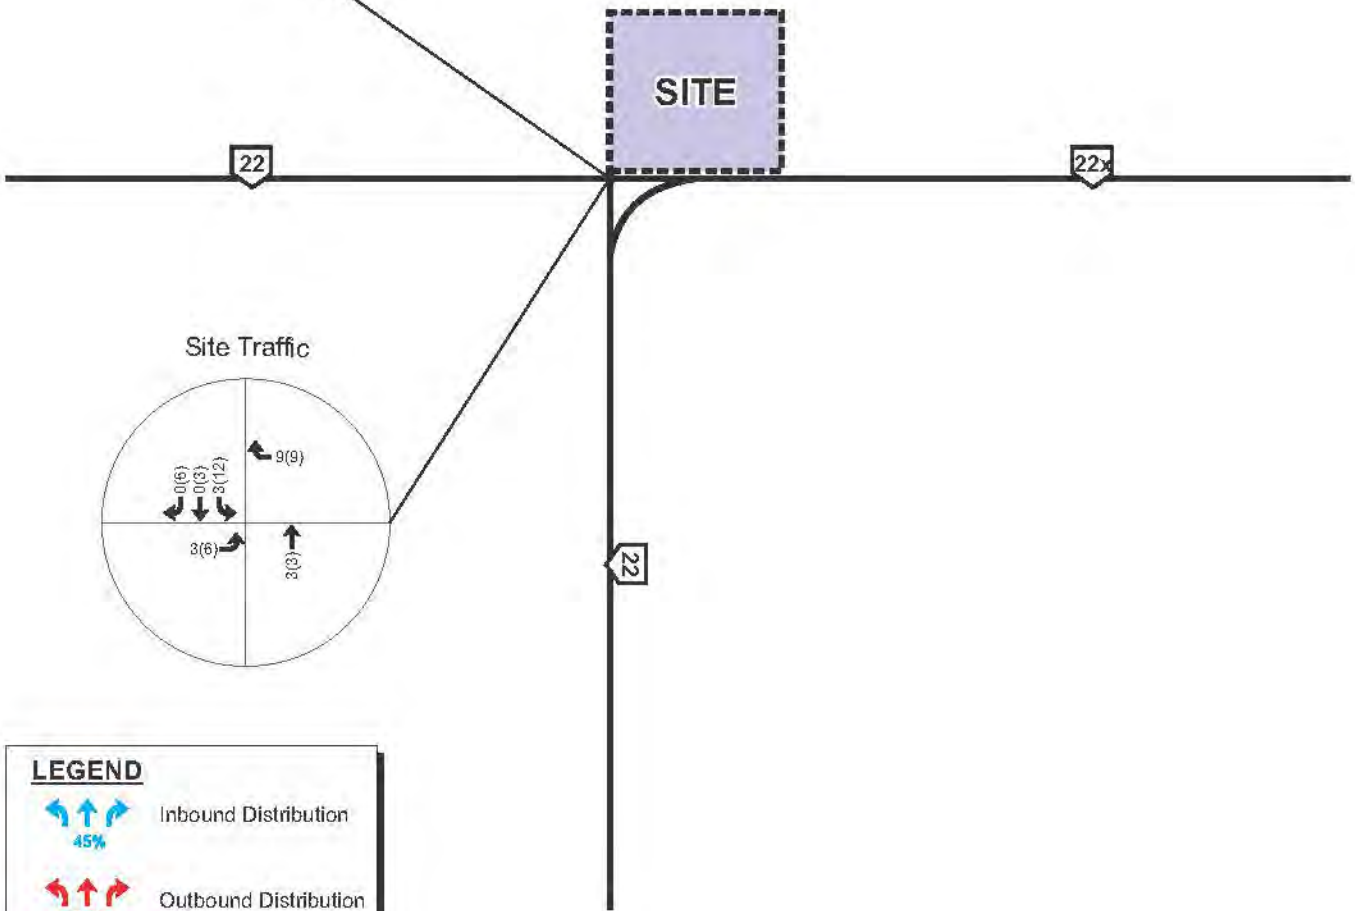 SITE
22
22x
Site Traffic
9(9)
0(6)
0(3)
3(12)
3(6)
3(3)
22
LEGEND
Inbound Distribution
45%
Outbound Distribution